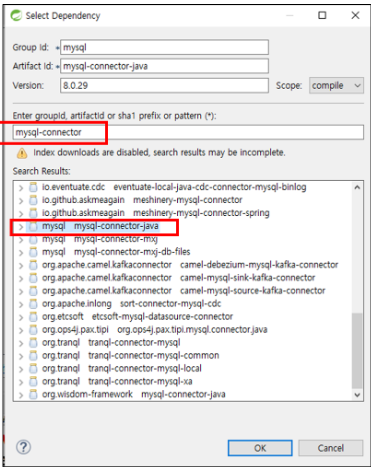 Select Dependency
Group Id: * mysql
Artifact Id: * mysql-connector-java
Version: 8.0.29 Scope: compile
Enter groupId, artifactId or sha1 prefix or pattern (*):
mysql-connector
Index downloads are disabled, search results may be incomplete.
Search Results:
io.eventuate.cdc eventuate-local-java-cdc-connector-mysql-binlog
io.github.askmeagain meshinery-mysql-connector
io.github.askmeagain meshinery-mysql-connector-spring
mysql mysql-connector-java
mysql mysql-connector-mxj
mysql mysql-connector-mxj-db-files
org.apache.camel.kafkaconnector camel-debezium-mysql-kafka-connector
org.apache.camel.kafkaconnector camel-mysql-sink-kafka-connector
org.apache.camel.kafkaconnector camel-mysql-source-kafka-connector
org.apache.inlong sort-connector-mysql-cdc
org.etcsoft etcsoft-mysql-datasource-connector
org.ops4j.pax.tipi org.ops4j.pax.tipi.mysql.connector.java
org.tranql tranql-connector-mysql
org.tranql tranql-connector-mysql-common
org.tranql tranql-connector-mysql-local
org.tranql tranql-connector-mysql-xa
org.wisdom-framework mysql-connector-java
? OK Cancel